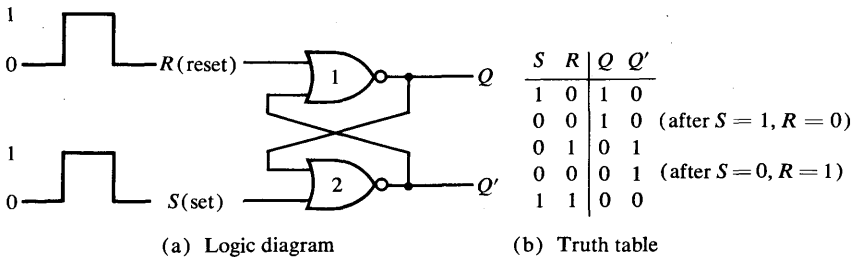 1
0
R (reset)
1
Q
1
0
S (set)
2
Q'
(a) Logic diagram
S R Q Q'
1 0 1 0
0 0 1 0 (after S = 1, R = 0)
0 1 0 1
0 0 0 1 (after S = 0, R = 1)
1 1 0 0
(b) Truth table